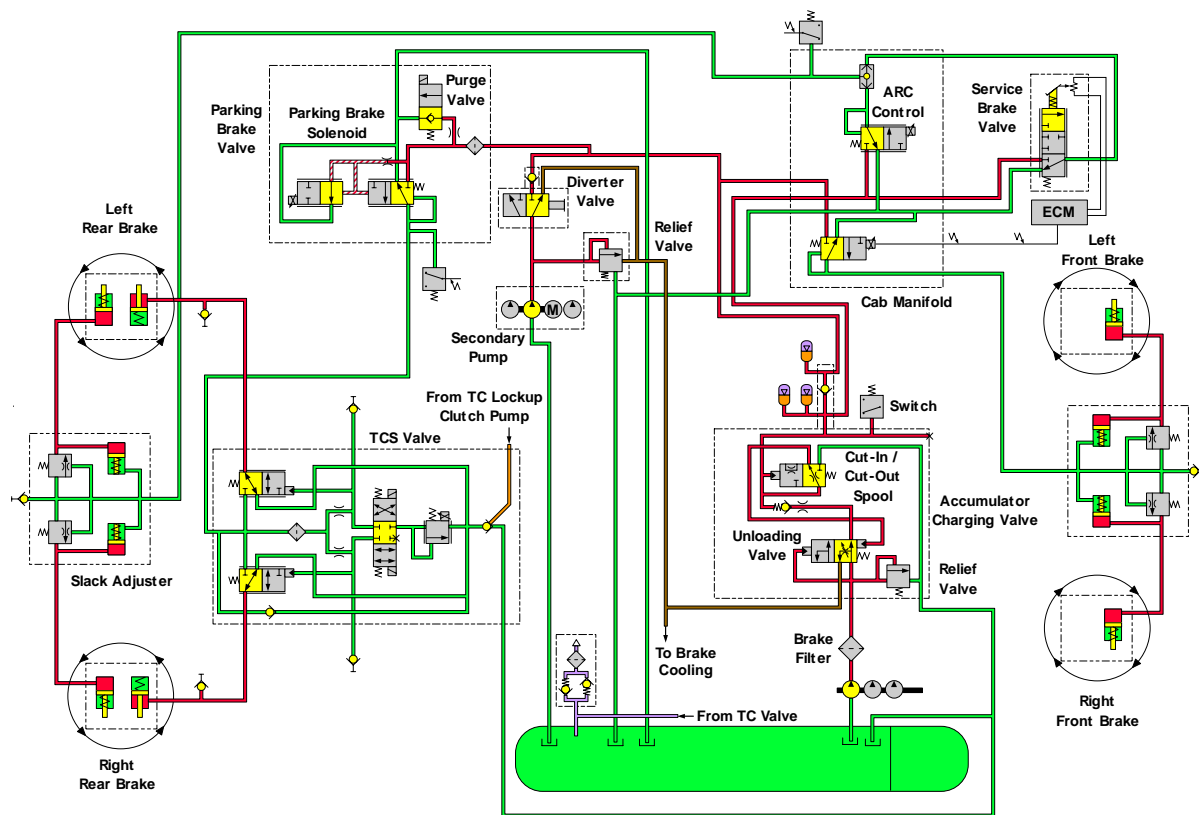 Purge
Valve
Parking Brake
Solenoid
Parking
Brake
Valve
ARC
Control
Service
Brake
Valve
Diverter
Valve
Relief
Valve
ECM
Left
Rear Brake
Left
Front Brake
Cab Manifold
M
Secondary
Pump
From TC Lockup
Clutch Pump
Switch
TCS Valve
Cut-In /
Cut-Out
Spool
Accumulator
Charging Valve
Unloading
Valve
Slack Adjuster
Relief
Valve
To Brake
Cooling
Brake
Filter
From TC Valve
Right
Rear Brake
Right
Front Brake